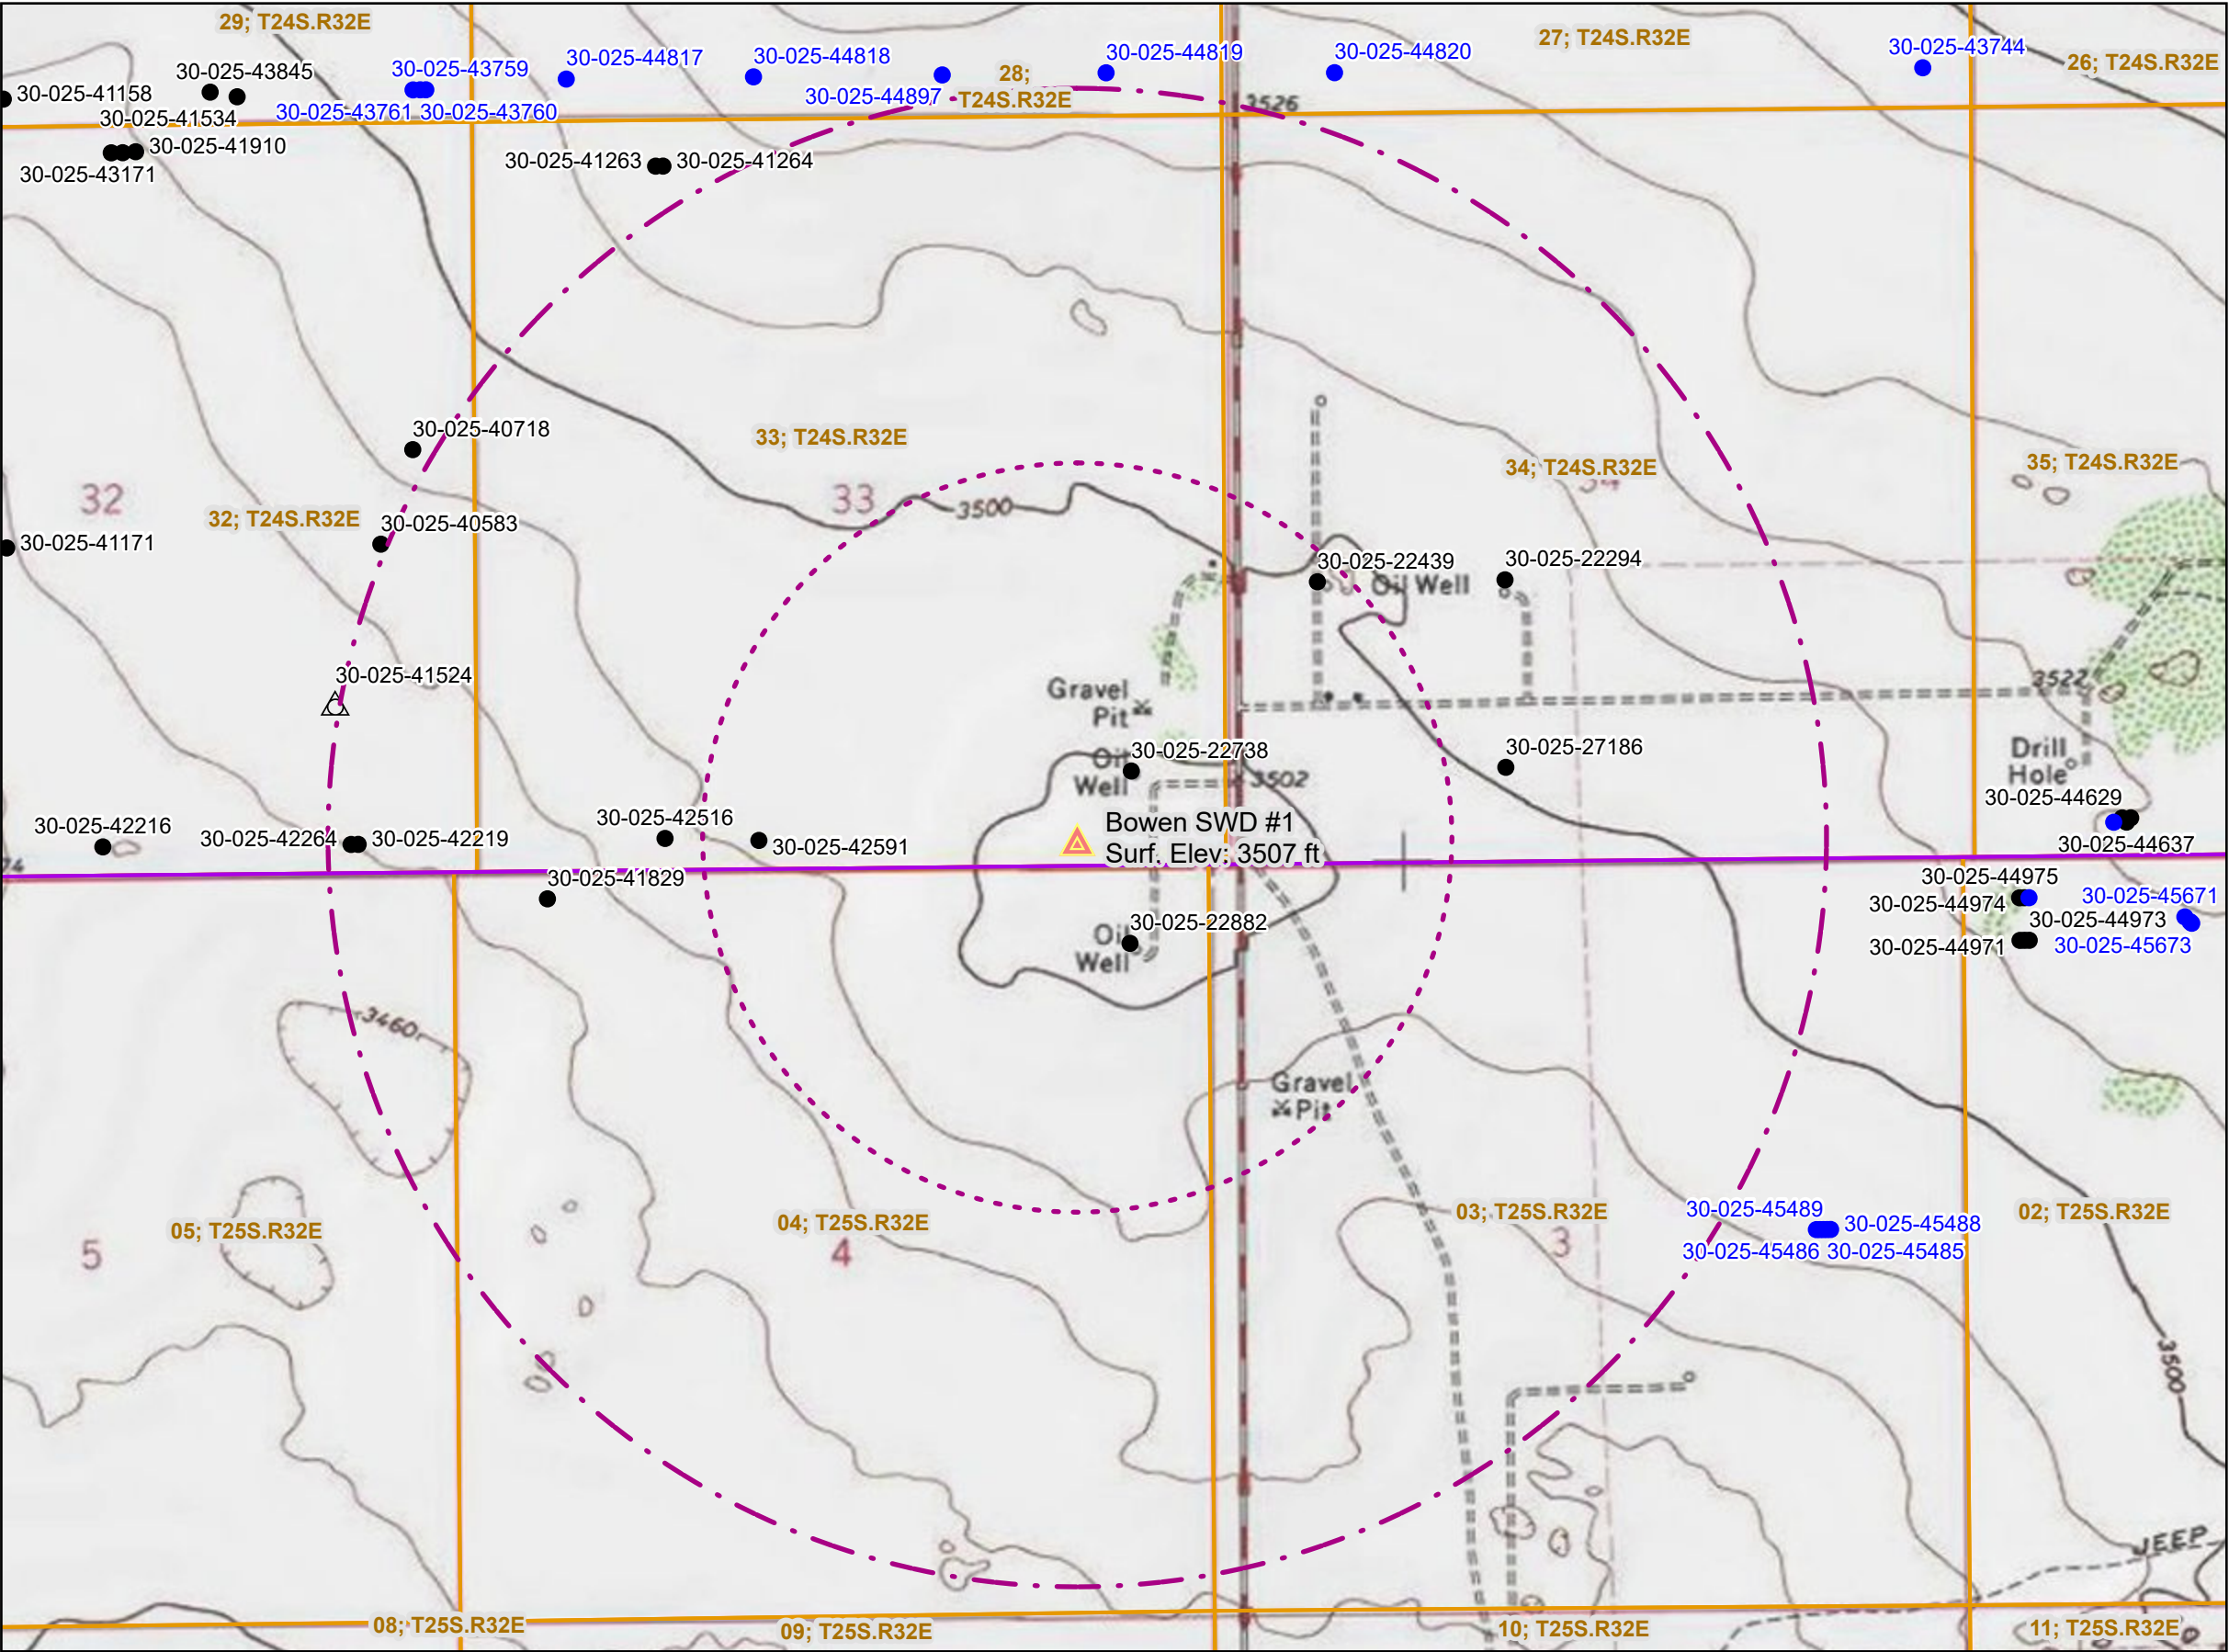 29; T24S.R32E
27; T24S.R32E
30-025-44817
30-025-44818
30-025-44819
30-025-44820
30-025-43744
26; T24S.R32E
30-025-43845
30-025-43759
28;
T24S.R32E
30-025-41158
30-025-44897
3526
30-025-41534
30-025-43761
30-025-43760
30-025-41910
30-025-43171
30-025-41263
30-025-41264
30-025-40718
33; T24S.R32E
34; T24S.R32E
35; T24S.R32E
32
33
3500
32; T24S.R32E
30-025-40583
30-025-41171
30-025-22439
30-025-22294
Oil Well
30-025-41524
Gravel
Pit
3522
30-025-22738
Oil
Well
3502
30-025-27186
Drill
Hole
30-025-44629
30-025-42216
30-025-42264
30-025-42219
30-025-42516
30-025-42591
Bowen SWD #1
Surf. Elev: 3507 ft
30-025-44637
74
30-025-41829
30-025-44975
30-025-44974
30-025-45671
30-025-22882
Oil
Well
30-025-44973
30-025-44971
30-025-45673
3460
Gravel
Pit
05; T25S.R32E
04; T25S.R32E
03; T25S.R32E
02; T25S.R32E
30-025-45489
30-025-45488
30-025-45486
30-025-45485
5
4
3
3500
JEEP
08; T25S.R32E
09; T25S.R32E
10; T25S.R32E
11; T25S.R32E